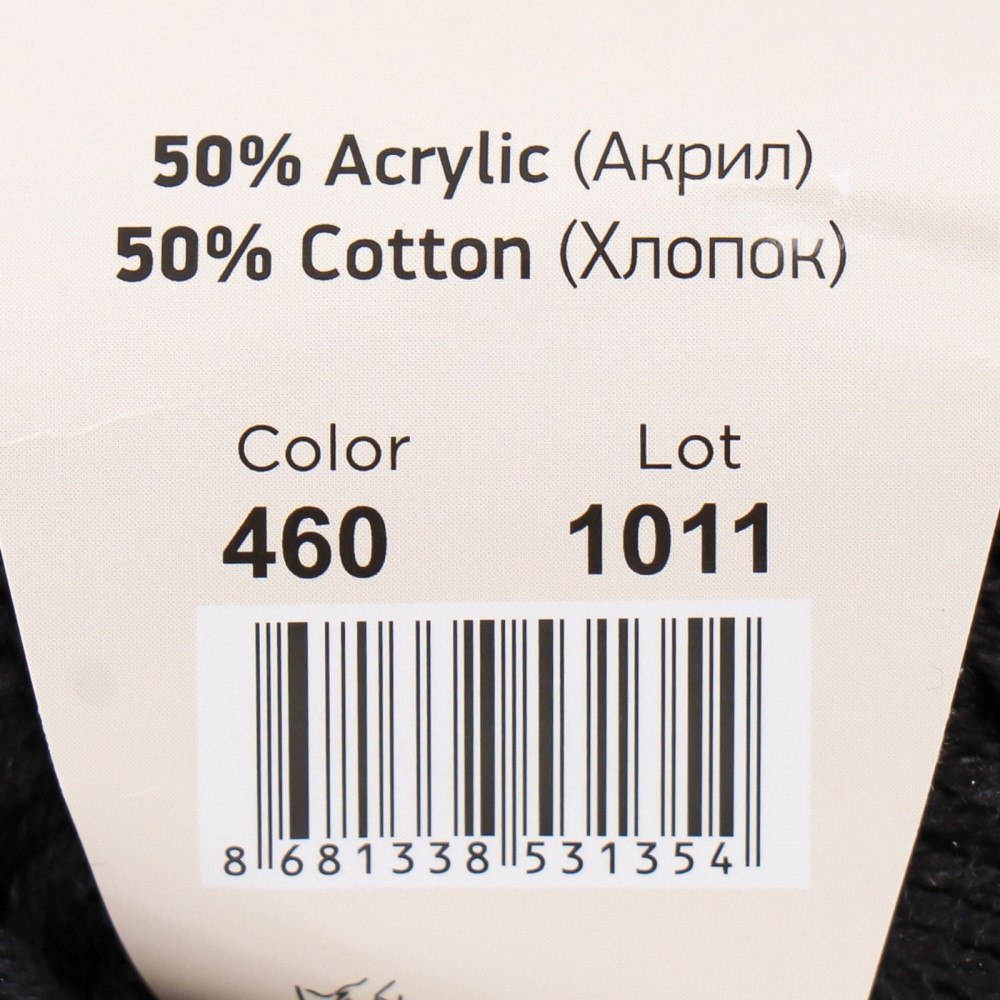 50% Acrylic (Акрил)
50% Cotton (Хлопок)
Color Lot
460 1011
8 681338 531354